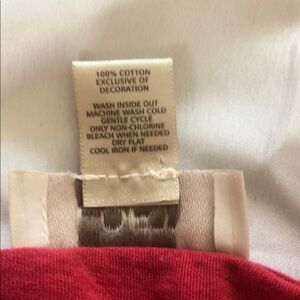 100% COTTON
EXCLUSIVE OF
DECORATION
WASH INSIDE OUT
MACHINE WASH COLD
GENTLE CYCLE
ONLY NON-CHLORINE
BLEACH WHEN NEEDED
DRY FLAT
COOL IRON IF NEEDED